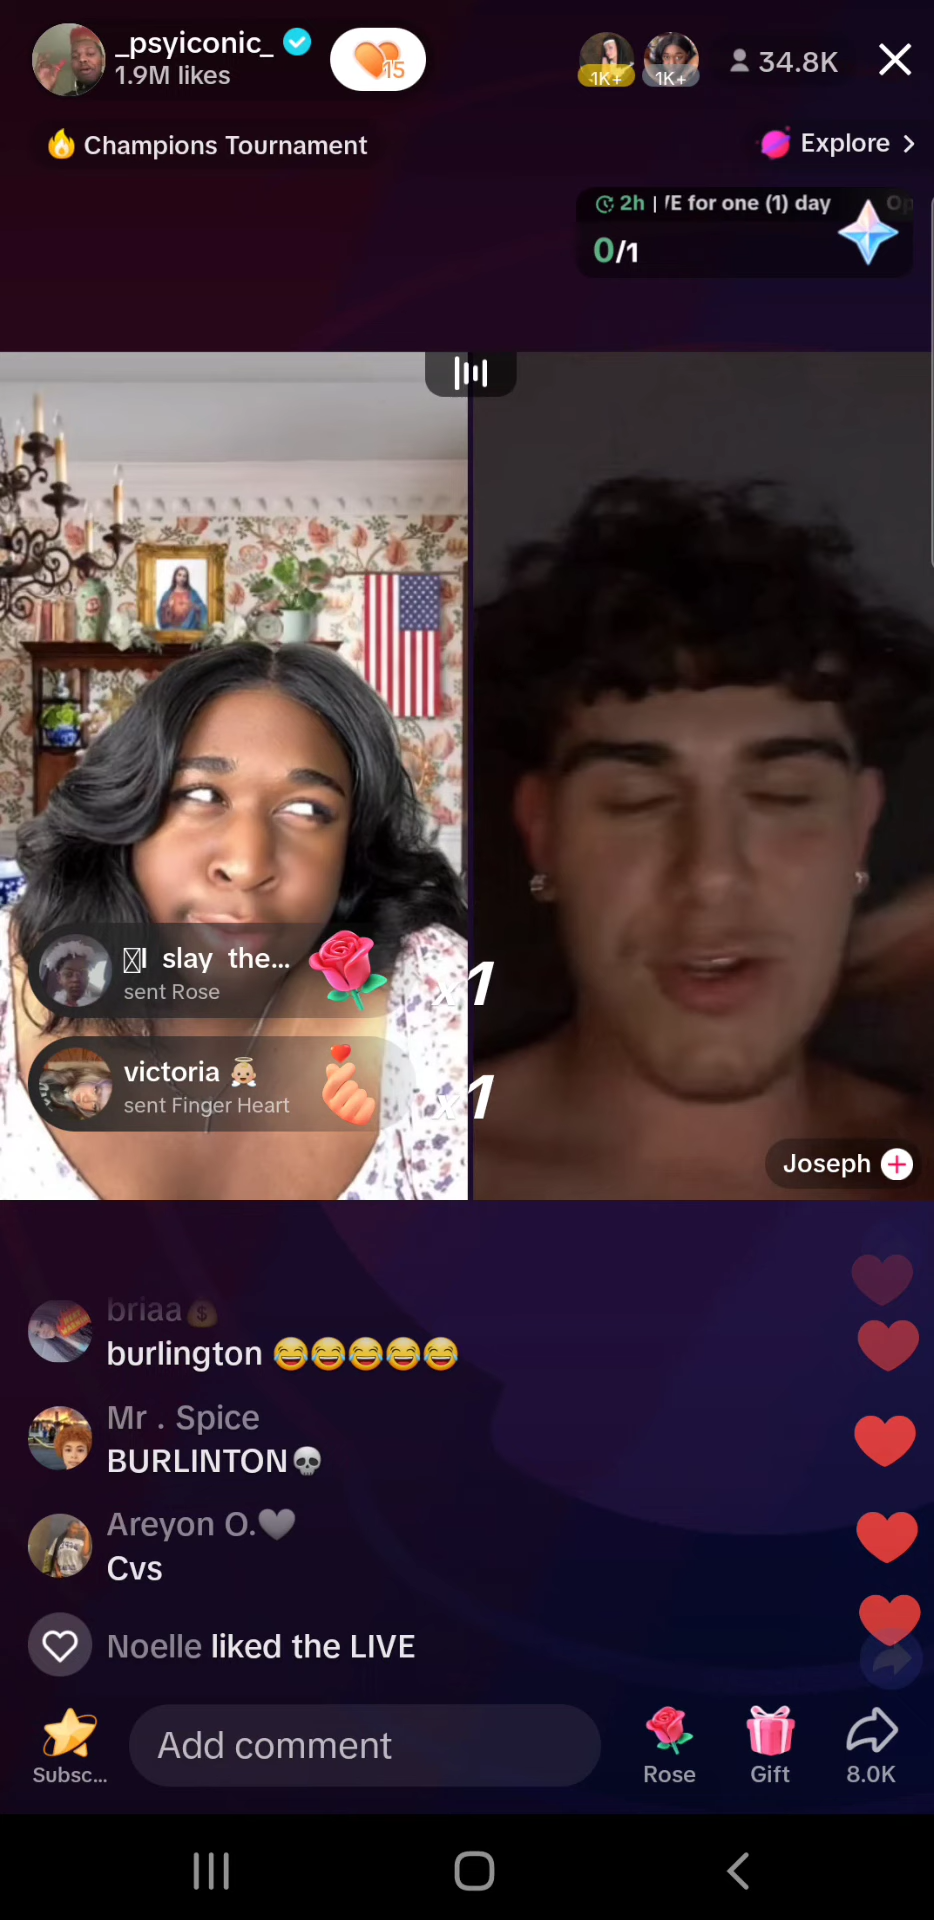 _psyiconic_
1.9M likes
15
1K+
1K+
34.8K
Champions Tournament
Explore
2h | /E for one (1) day Op
0/1
I slay the...
sent Rose
x1
victoria
sent Finger Heart
x1
Joseph
briaa
burlington 😂😂😂😂😂
Mr . Spice
BURLINTON💀
Areyon O.🖤
Cvs
Noelle liked the LIVE
Subsc...
Add comment
Rose
Gift
8.0K